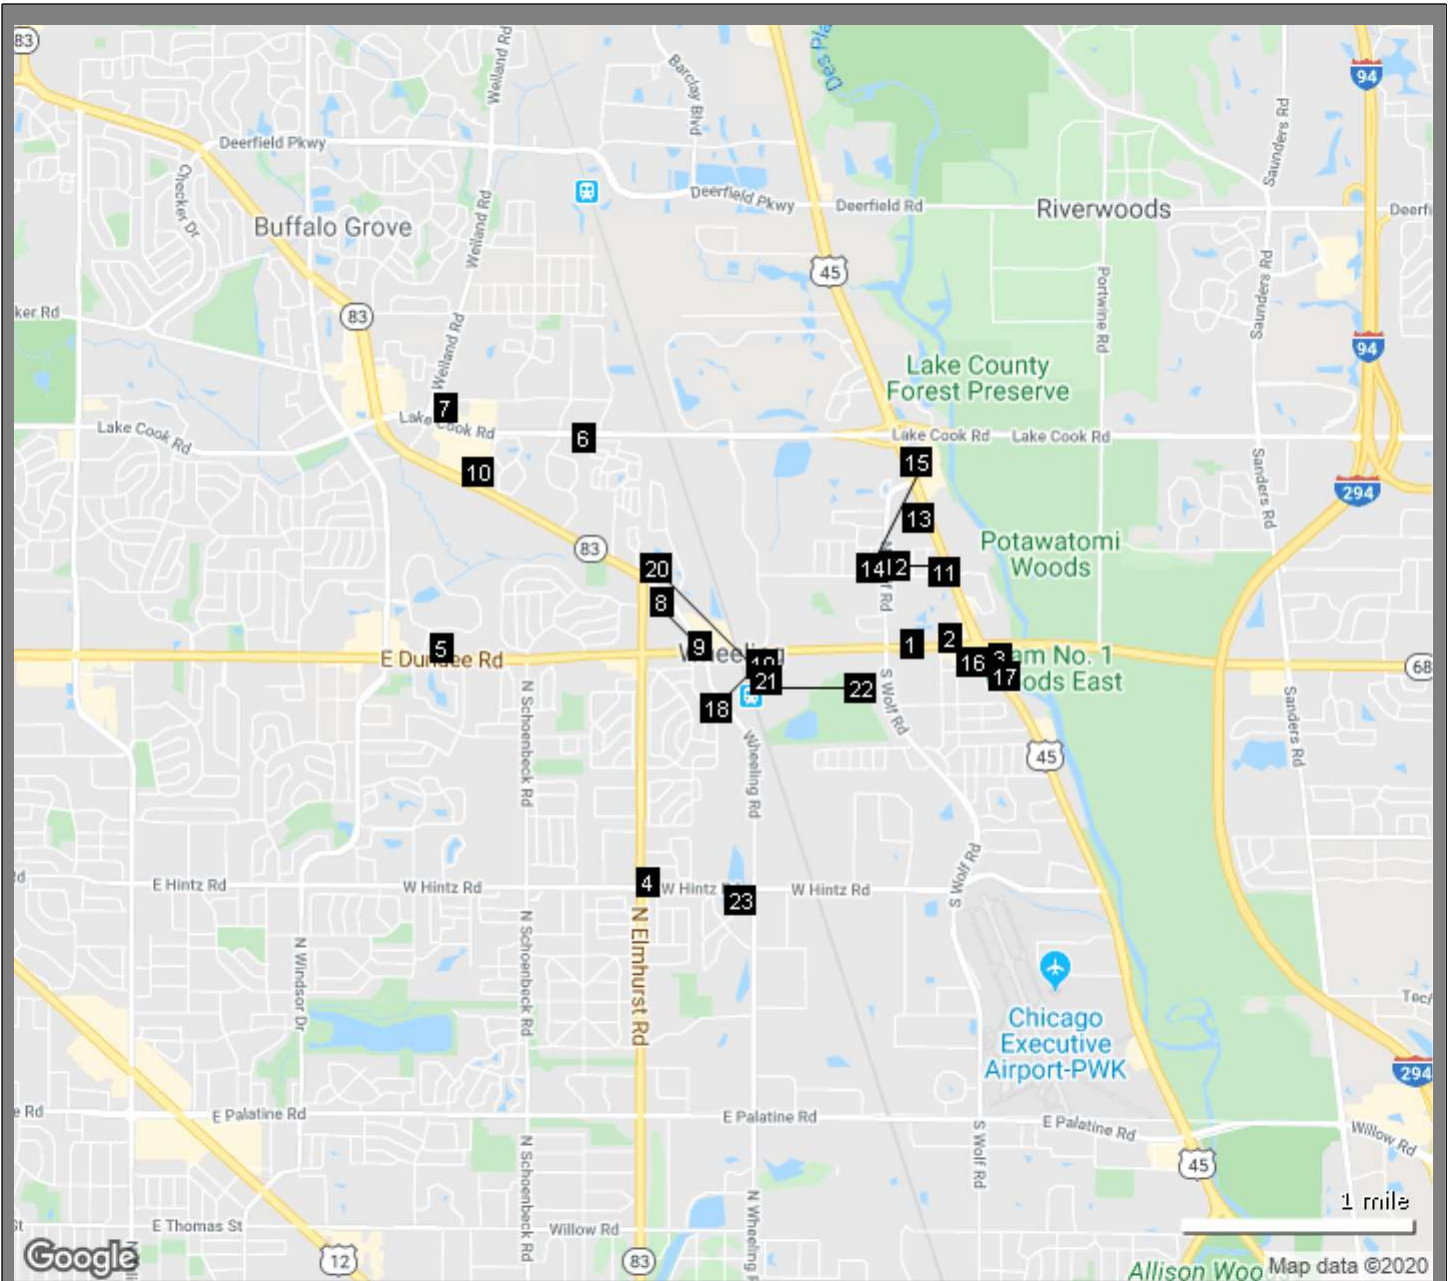 83
Weiland Rd
Barclay Blvd
94
Deerfield Pkwy
Checker Dr
Saunders Rd
Deerfield Pkwy
Deerfield Rd
Riverwoods
Buffalo Grove
Weiland Rd
45
Saunders Rd
Portwine Rd
83
Weiland Rd
94
Lake County
Forest Preserve
7
Lake Cook Rd
Lake Cook Rd
6
Lake Cook Rd
Lake Cook Rd
15
10
Sanders Rd
294
13
83
Potawatomi
Woods
20
14
11
8
1
2
5
E Dundee Rd
9
Wheeling
3
16
17
68
21
22
18
S Wolf Rd
N Schoenbeck Rd
Sanders Rd
45
Wheeling Rd
4
E Hintz Rd
W Hintz Rd
W Hintz
W Hintz Rd
23
S Wolf Rd
N Elmhurst Rd
N Schoenbeck Rd
N Windsor Dr
Chicago
Executive
Airport-PWK
294
E Palatine Rd
E Palatine Rd
E Palatine Rd
Willow Rd
N Schoenbeck Rd
S Wolf Rd
45
1 mile
E Thomas St
Willow Rd
Google
12
83
Allison Woo
Map data ©2020